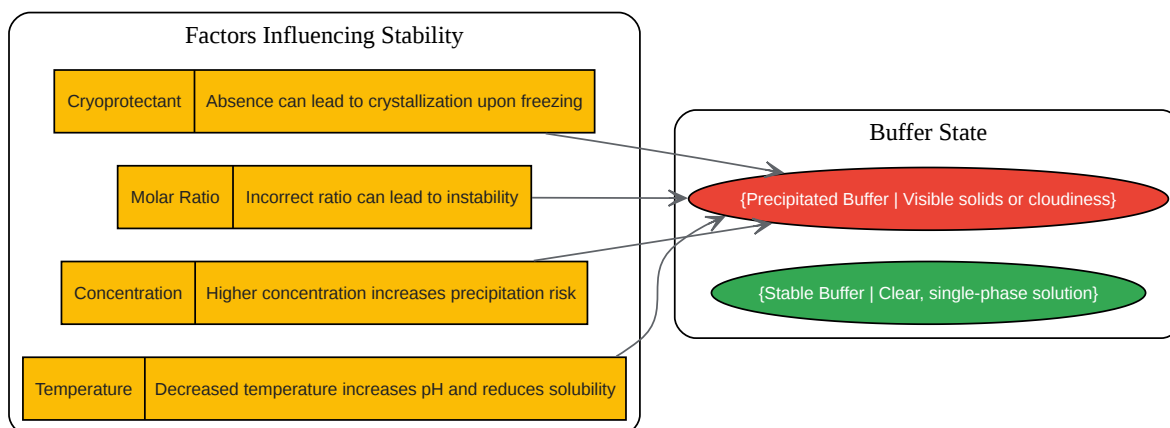 Factors Influencing Stability
Cryoprotectant
Absence can lead to crystallization upon freezing
Molar Ratio
Incorrect ratio can lead to instability
Concentration
Higher concentration increases precipitation risk
Temperature
Decreased temperature increases pH and reduces solubility
Buffer State
{Precipitated Buffer | Visible solids or cloudiness}
{Stable Buffer | Clear, single-phase solution}